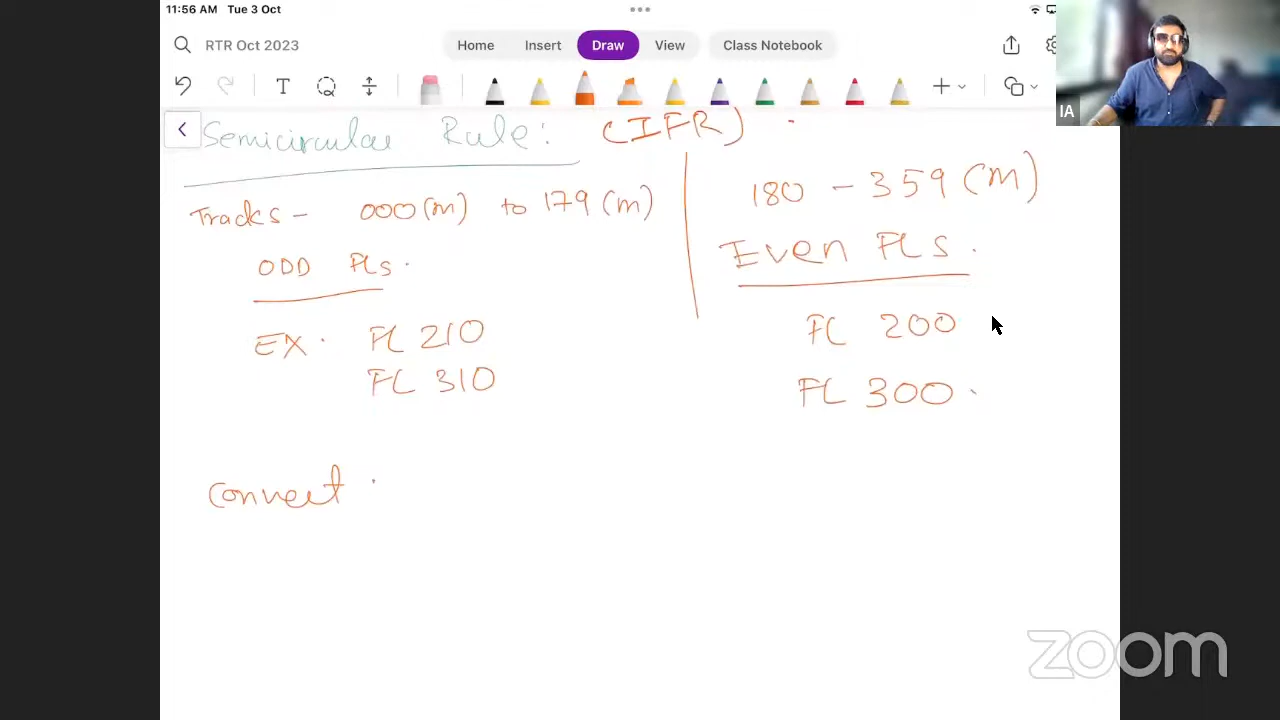 11:56 AM Tue 3 Oct
RTR Oct 2023
Home Insert Draw View Class Notebook
Semicircular Rule: (IFR)
Tracks - 000 (m) to 179 (m)
ODD FLs.
EX. FL 210
FL 310
180 - 359 (m)
Even FLs.
FL 200
FL 300.
convert
IA
zoom